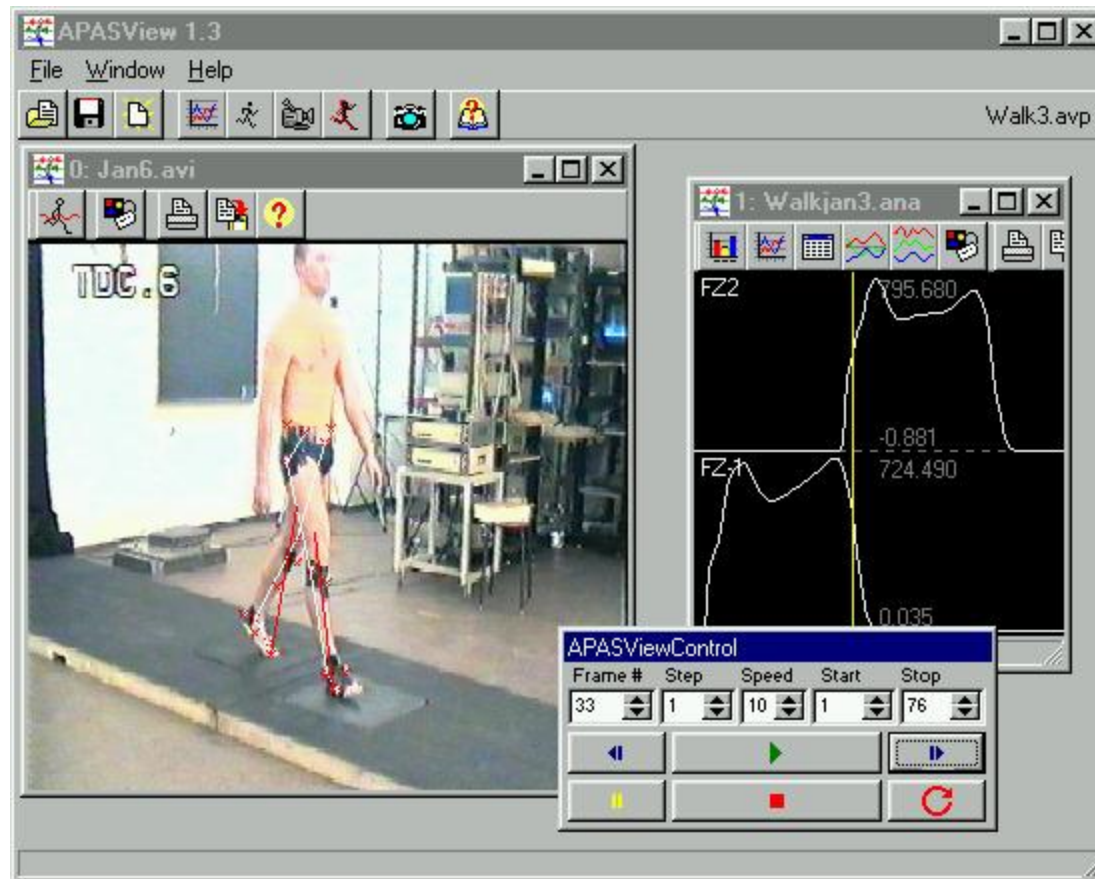 APASView 1.3
File Window Help
Walk3.avp
0: Jan6.avi
TDC.6
1: Walkjan3.ana
FZ2
795.680
-0.881
FZ-1
724.490
0.035
APASViewControl
Frame # Step Speed Start Stop
33 1 10 1 76